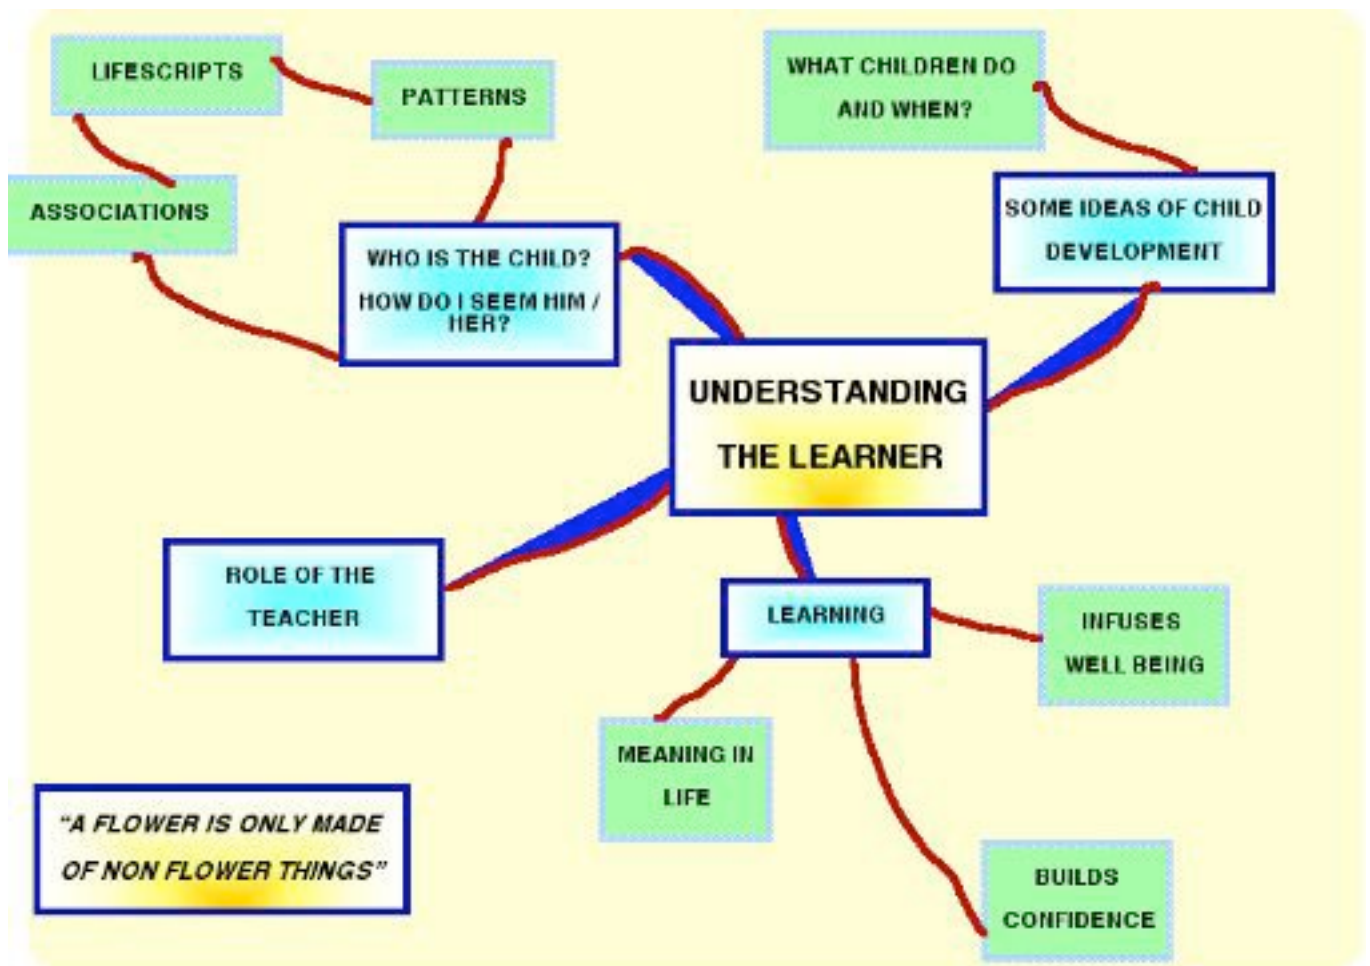 LIFESCRIPTS
PATTERNS
WHAT CHILDREN DO
AND WHEN?
ASSOCIATIONS
SOME IDEAS OF CHILD
DEVELOPMENT
WHO IS THE CHILD?
HOW DO I SEEM HIM /
HER?
UNDERSTANDING
THE LEARNER
ROLE OF THE
TEACHER
LEARNING
INFUSES
WELL BEING
MEANING IN
LIFE
"A FLOWER IS ONLY MADE
OF NON FLOWER THINGS"
BUILDS
CONFIDENCE